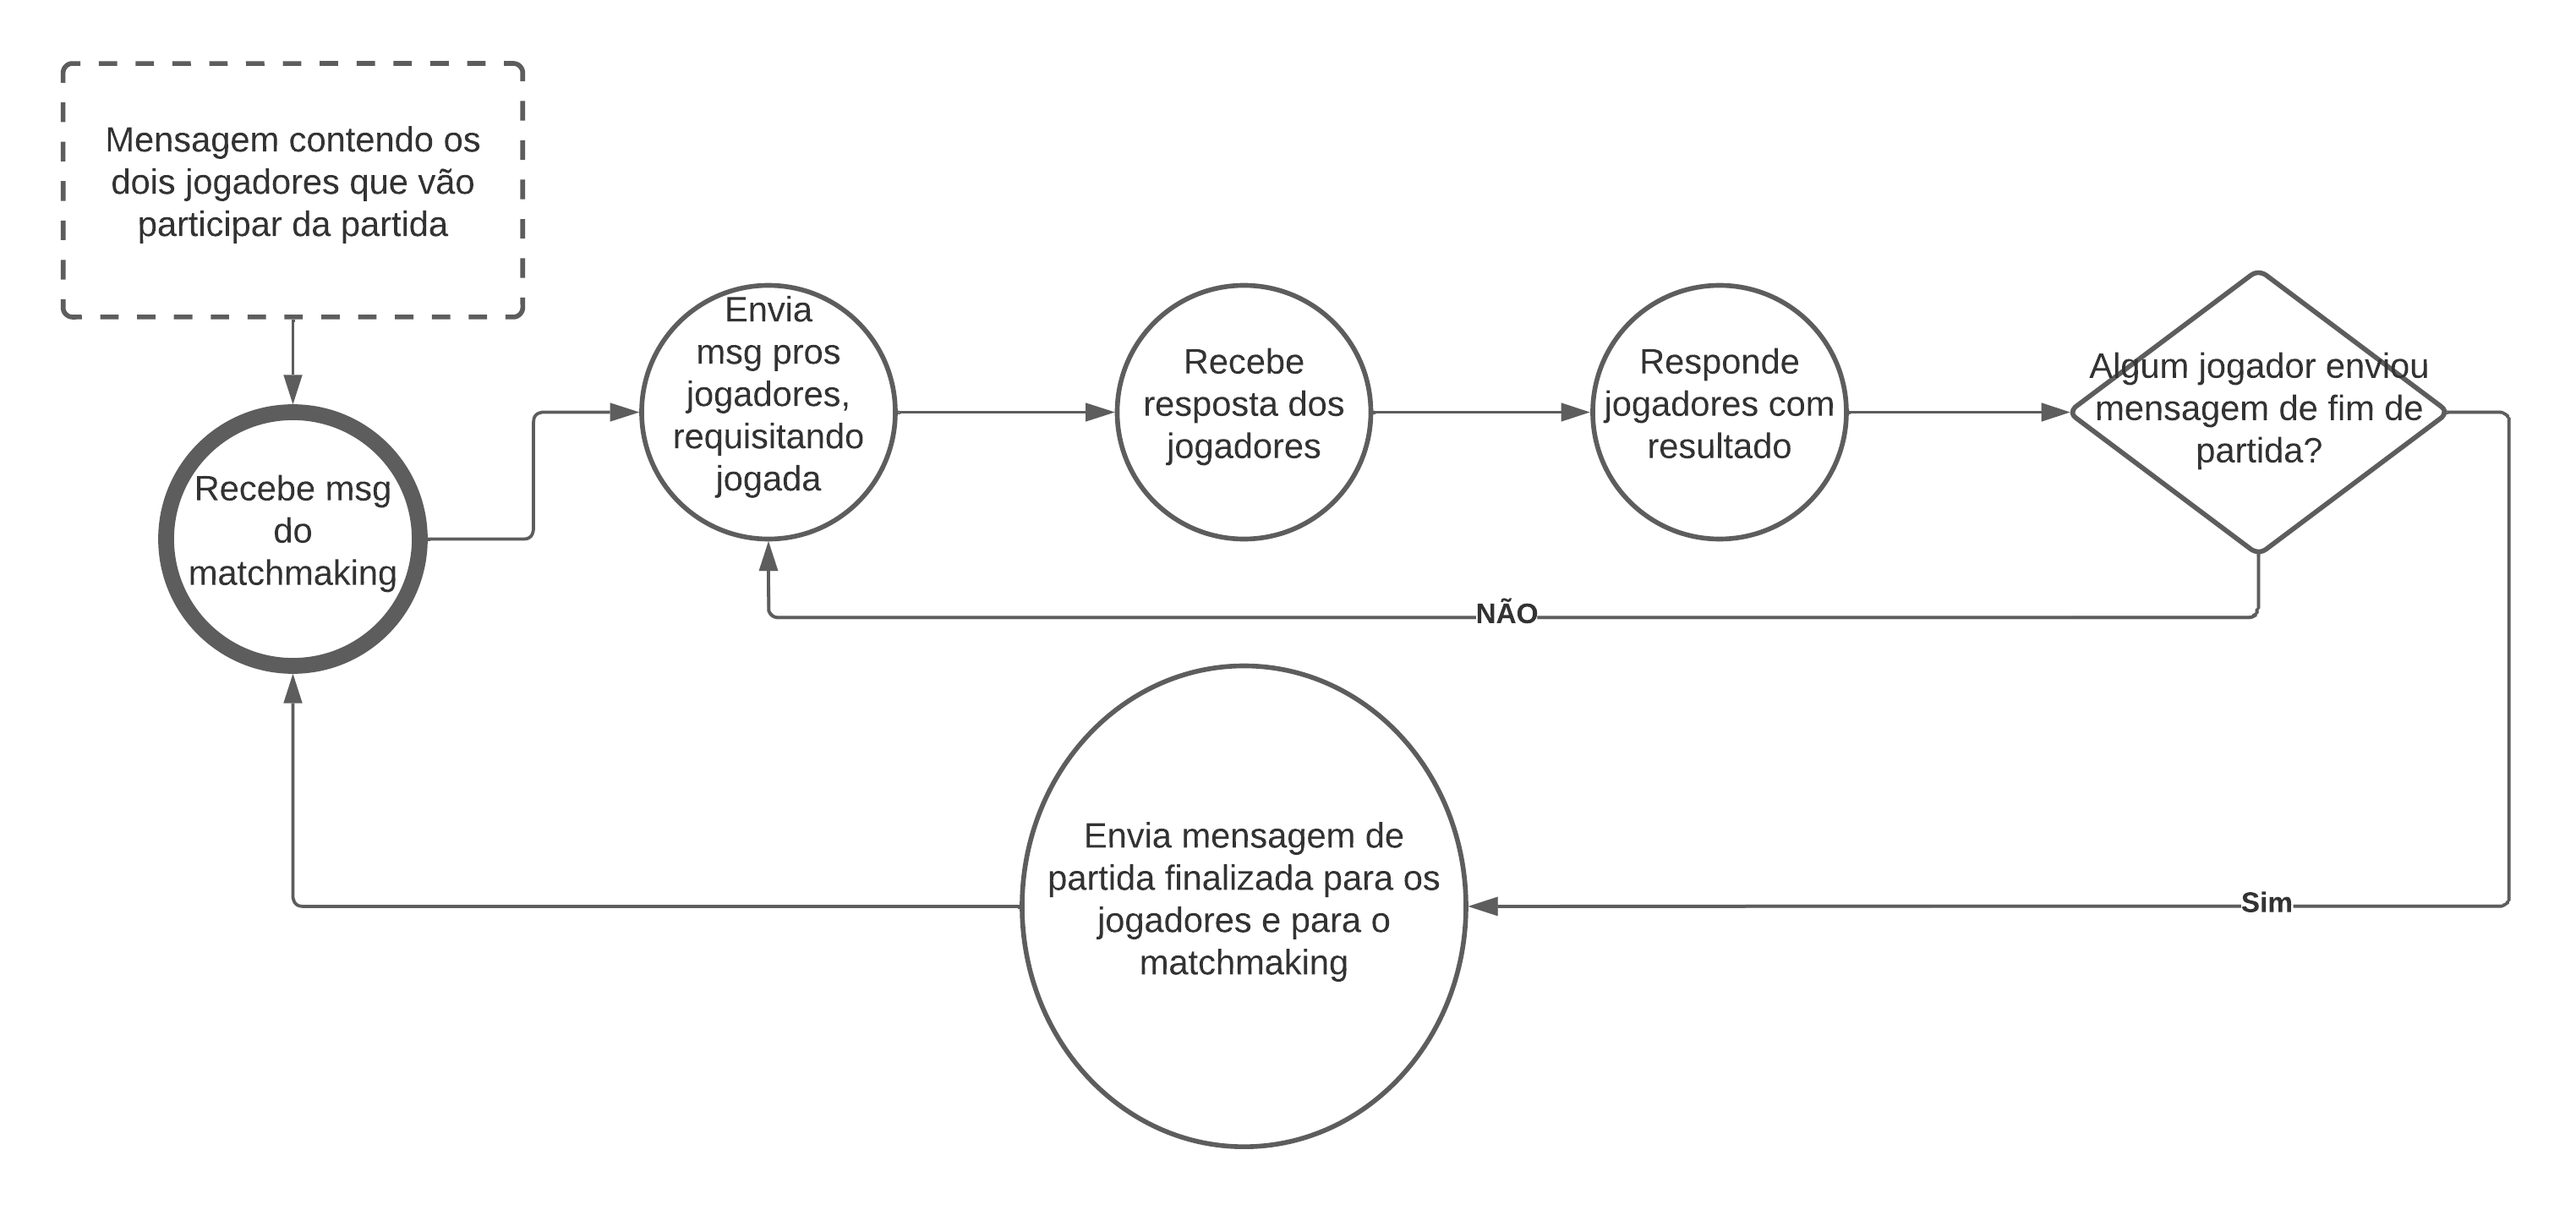 Mensagem contendo os
dois jogadores que vão
participar da partida
Recebe msg
do
matchmaking
Envia
msg pros
jogadores,
requisitando
jogada
Recebe
resposta dos
jogadores
Responde
jogadores com
resultado
Algum jogador enviou
mensagem de fim de
partida?
NÃO
Sim
Envia mensagem de
partida finalizada para os
jogadores e para o
matchmaking